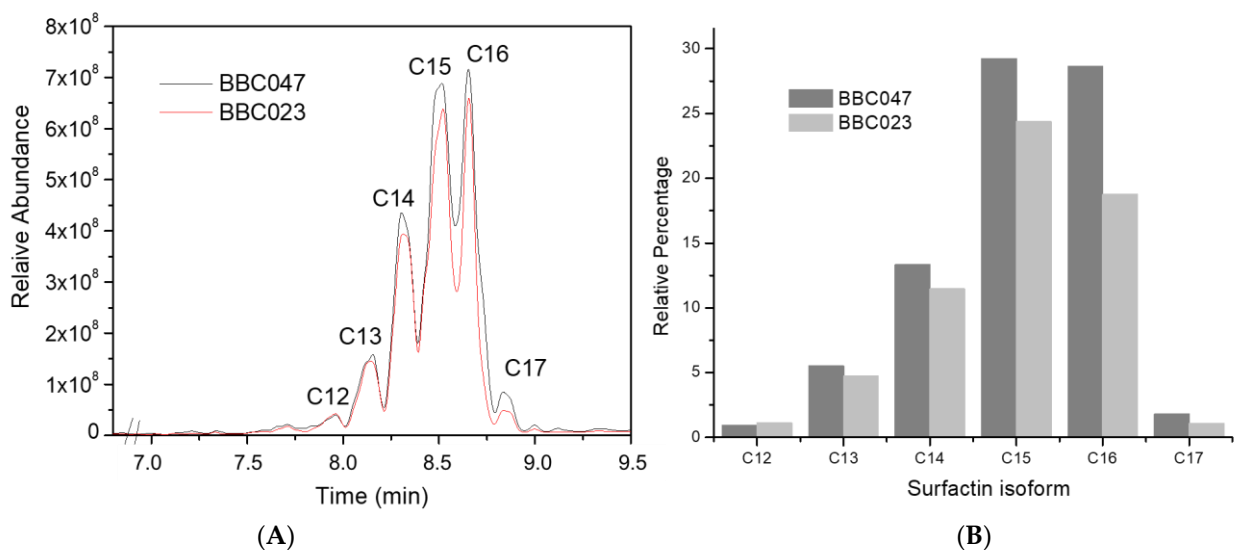 8x10⁸
7x10⁸
6x10⁸
5x10⁸
4x10⁸
3x10⁸
2x10⁸
1x10⁸
0
Relaive Abundance
BBC047
BBC023
C12
C13
C14
C15
C16
C17
7.0 7.5 8.0 8.5 9.0 9.5
Time (min)
(A)
30
25
20
15
10
5
0
Relative Percentage
BBC047
BBC023
C12 C13 C14 C15 C16 C17
Surfactin isoform
(B)